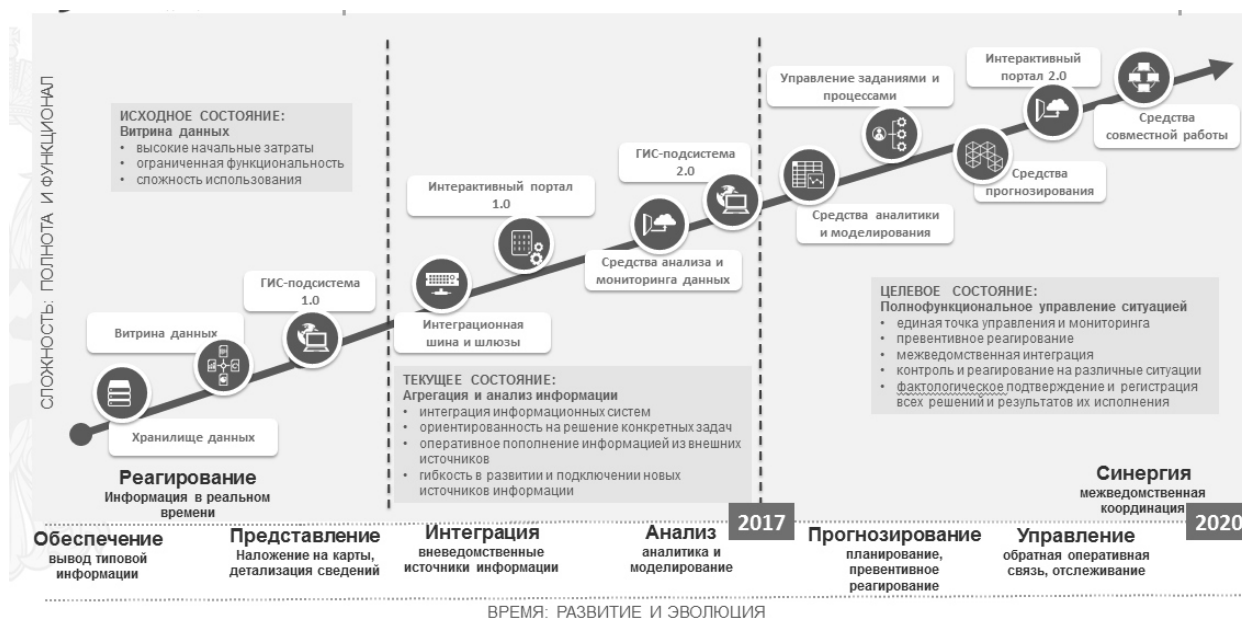 СЛОЖНОСТЬ: ПОЛНОТА И ФУНКЦИОНАЛ
ИСХОДНОЕ СОСТОЯНИЕ:
Витрина данных
• высокие начальные затраты
• ограниченная функциональность
• сложность использования
Витрина данных
Хранилище данных
ГИС-подсистема
1.0
Интерактивный портал
1.0
Интеграционная
шина и шлюзы
ГИС-подсистема
2.0
Средства анализа и
мониторинга данных
Управление заданиями и
процессами
Средства аналитики
и моделирования
Интерактивный
портал 2.0
Средства
прогнозирования
Средства
совместной работы
ТЕКУЩЕЕ СОСТОЯНИЕ:
Агрегация и анализ информации
• интеграция информационных систем
• ориентированность на решение конкретных задач
• оперативное пополнение информацией из внешних
источников
• гибкость в развитии и подключении новых
источников информации
ЦЕЛЕВОЕ СОСТОЯНИЕ:
Полнофункциональное управление ситуацией
• единая точка управления и мониторинга
• превентивное реагирование
• межведомственная интеграция
• контроль и реагирование на различные ситуации
• фактологическое подтверждение и регистрация
всех решений и результатов их исполнения
Реагирование
Информация в реальном
времени
Синергия
межведомственная
координация
2017
2020
Обеспечение
вывод типовой
информации
Представление
Наложение на карты,
детализация сведений
Интеграция
вневедомственные
источники информации
Анализ
аналитика и
моделирование
Прогнозирование
планирование,
превентивное
реагирование
Управление
обратная оперативная
связь, отслеживание
ВРЕМЯ: РАЗВИТИЕ И ЭВОЛЮЦИЯ